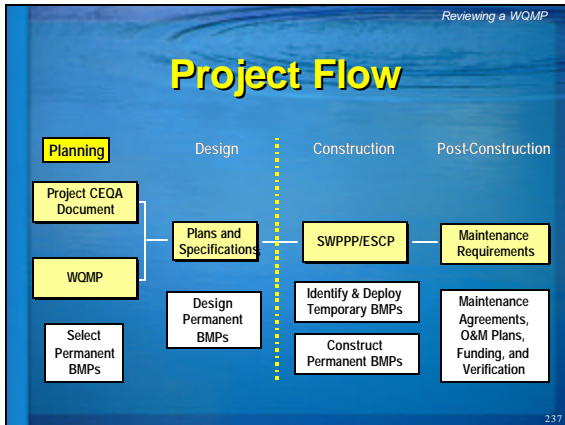 Reviewing a WQMP
Project Flow
Planning
Design
Construction
Post-Construction
Project CEQA
Document
WQMP
Plans and
Specifications
SWPPP/ESCP
Maintenance
Requirements
Select
Permanent
BMPs
Design
Permanent
BMPs
Identify & Deploy
Temporary BMPs
Construct
Permanent BMPs
Maintenance
Agreements,
O&M Plans,
Funding, and
Verification
237